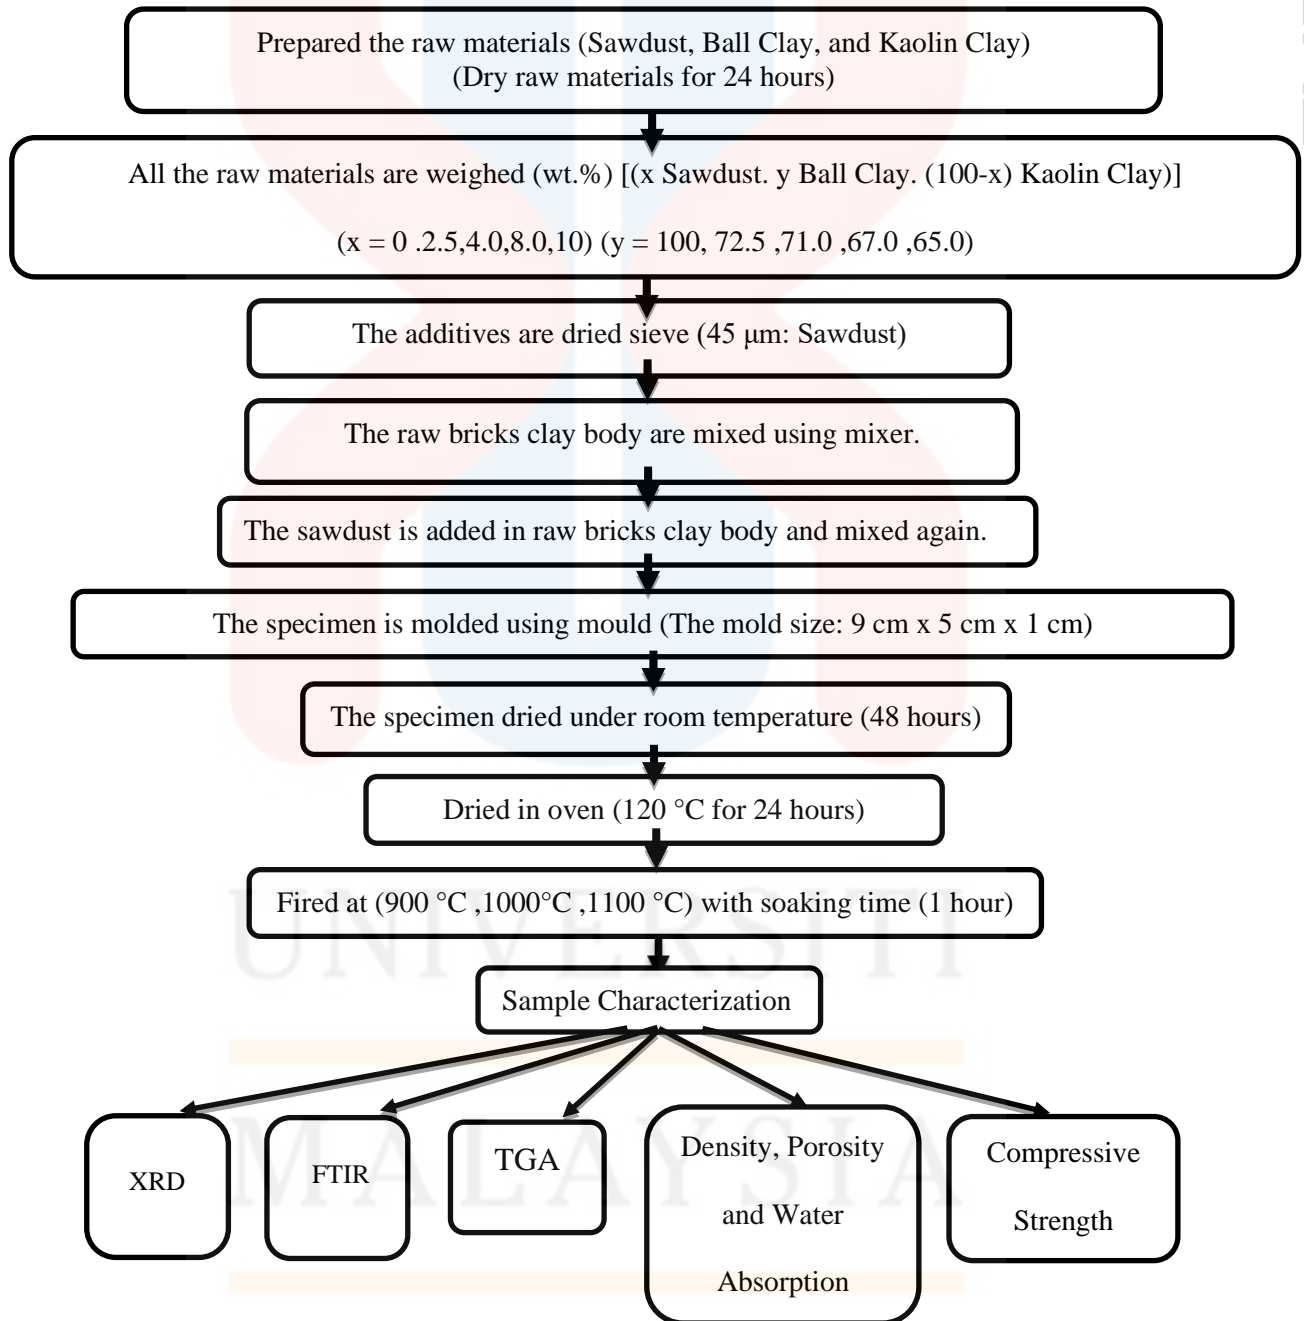 Prepared the raw materials (Sawdust, Ball Clay, and Kaolin Clay)
(Dry raw materials for 24 hours)
All the raw materials are weighed (wt.%) [(x Sawdust. y Ball Clay. (100-x) Kaolin Clay)]
(x = 0 .2.5,4.0,8.0,10) (y = 100, 72.5 ,71.0 ,67.0 ,65.0)
The additives are dried sieve (45 μm: Sawdust)
The raw bricks clay body are mixed using mixer.
The sawdust is added in raw bricks clay body and mixed again.
The specimen is molded using mould (The mold size: 9 cm x 5 cm x 1 cm)
The specimen dried under room temperature (48 hours)
Dried in oven (120 °C for 24 hours)
Fired at (900 °C ,1000°C ,1100 °C) with soaking time (1 hour)
UNIVERSITI
Sample Characterization
XRD
FTIR
TGA
Density, Porosity
and Water
Absorption
Compressive
Strength
MALAYSIA